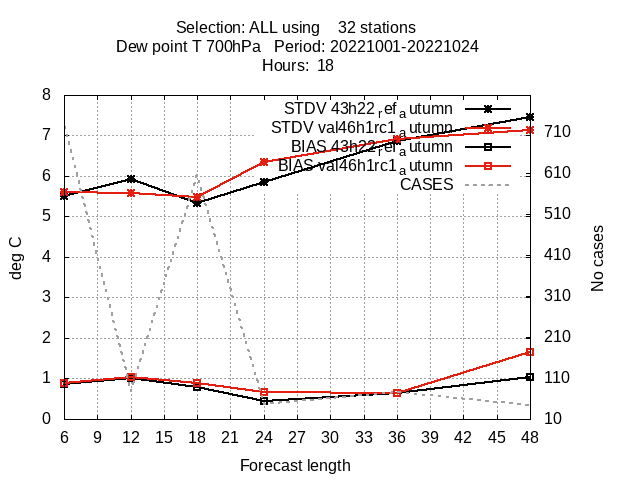 Selection: ALL using    32 stations
Dew point T 700hPa   Period: 20221001-20221024
Hours:  18
STDV 43h22ref_autumn
STDV val46h1rc1_autumn
BIAS 43h22ref_autumn
BIAS val46h1rc1_autumn
CASES
8
7
6
5
4
3
2
1
0
deg C
710
610
510
410
310
210
110
10
No cases
6 9 12 15 18 21 24 27 30 33 36 39 42 45 48
Forecast length